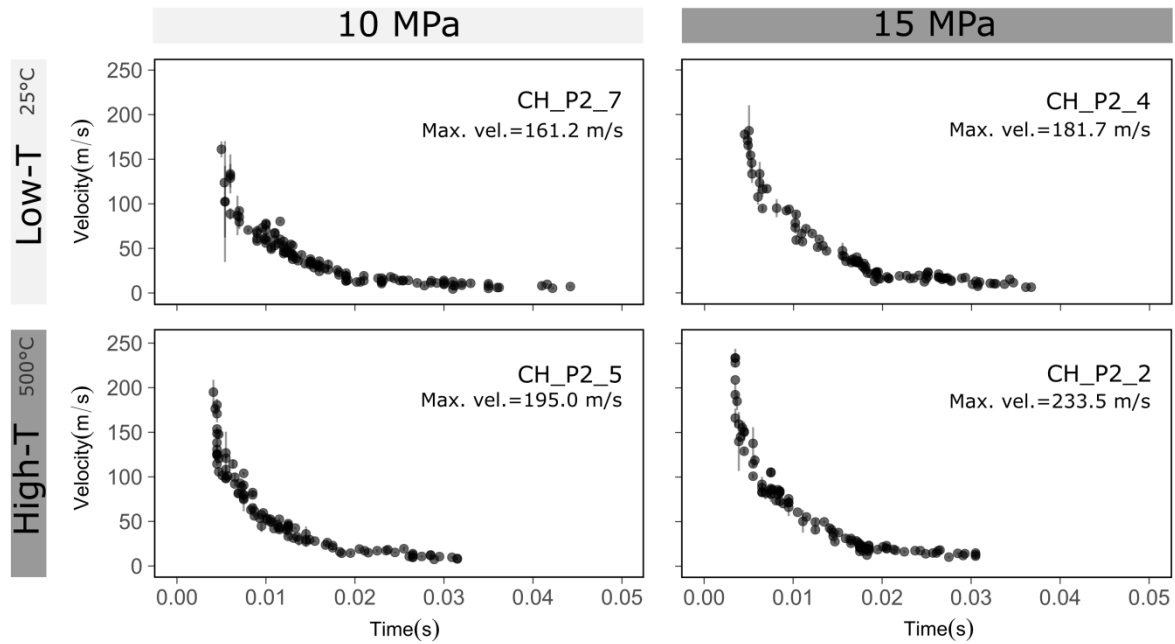 10 MPa
15 MPa
Low-T 25°C
250
200
150
100
50
0
Velocity(m/s)
CH_P2_7
Max. vel.=161.2 m/s
CH_P2_4
Max. vel.=181.7 m/s
High-T 500°C
250
200
150
100
50
0
Velocity(m/s)
CH_P2_5
Max. vel.=195.0 m/s
CH_P2_2
Max. vel.=233.5 m/s
0.00 0.01 0.02 0.03 0.04 0.05
0.00 0.01 0.02 0.03 0.04 0.05
Time(s)
Time(s)